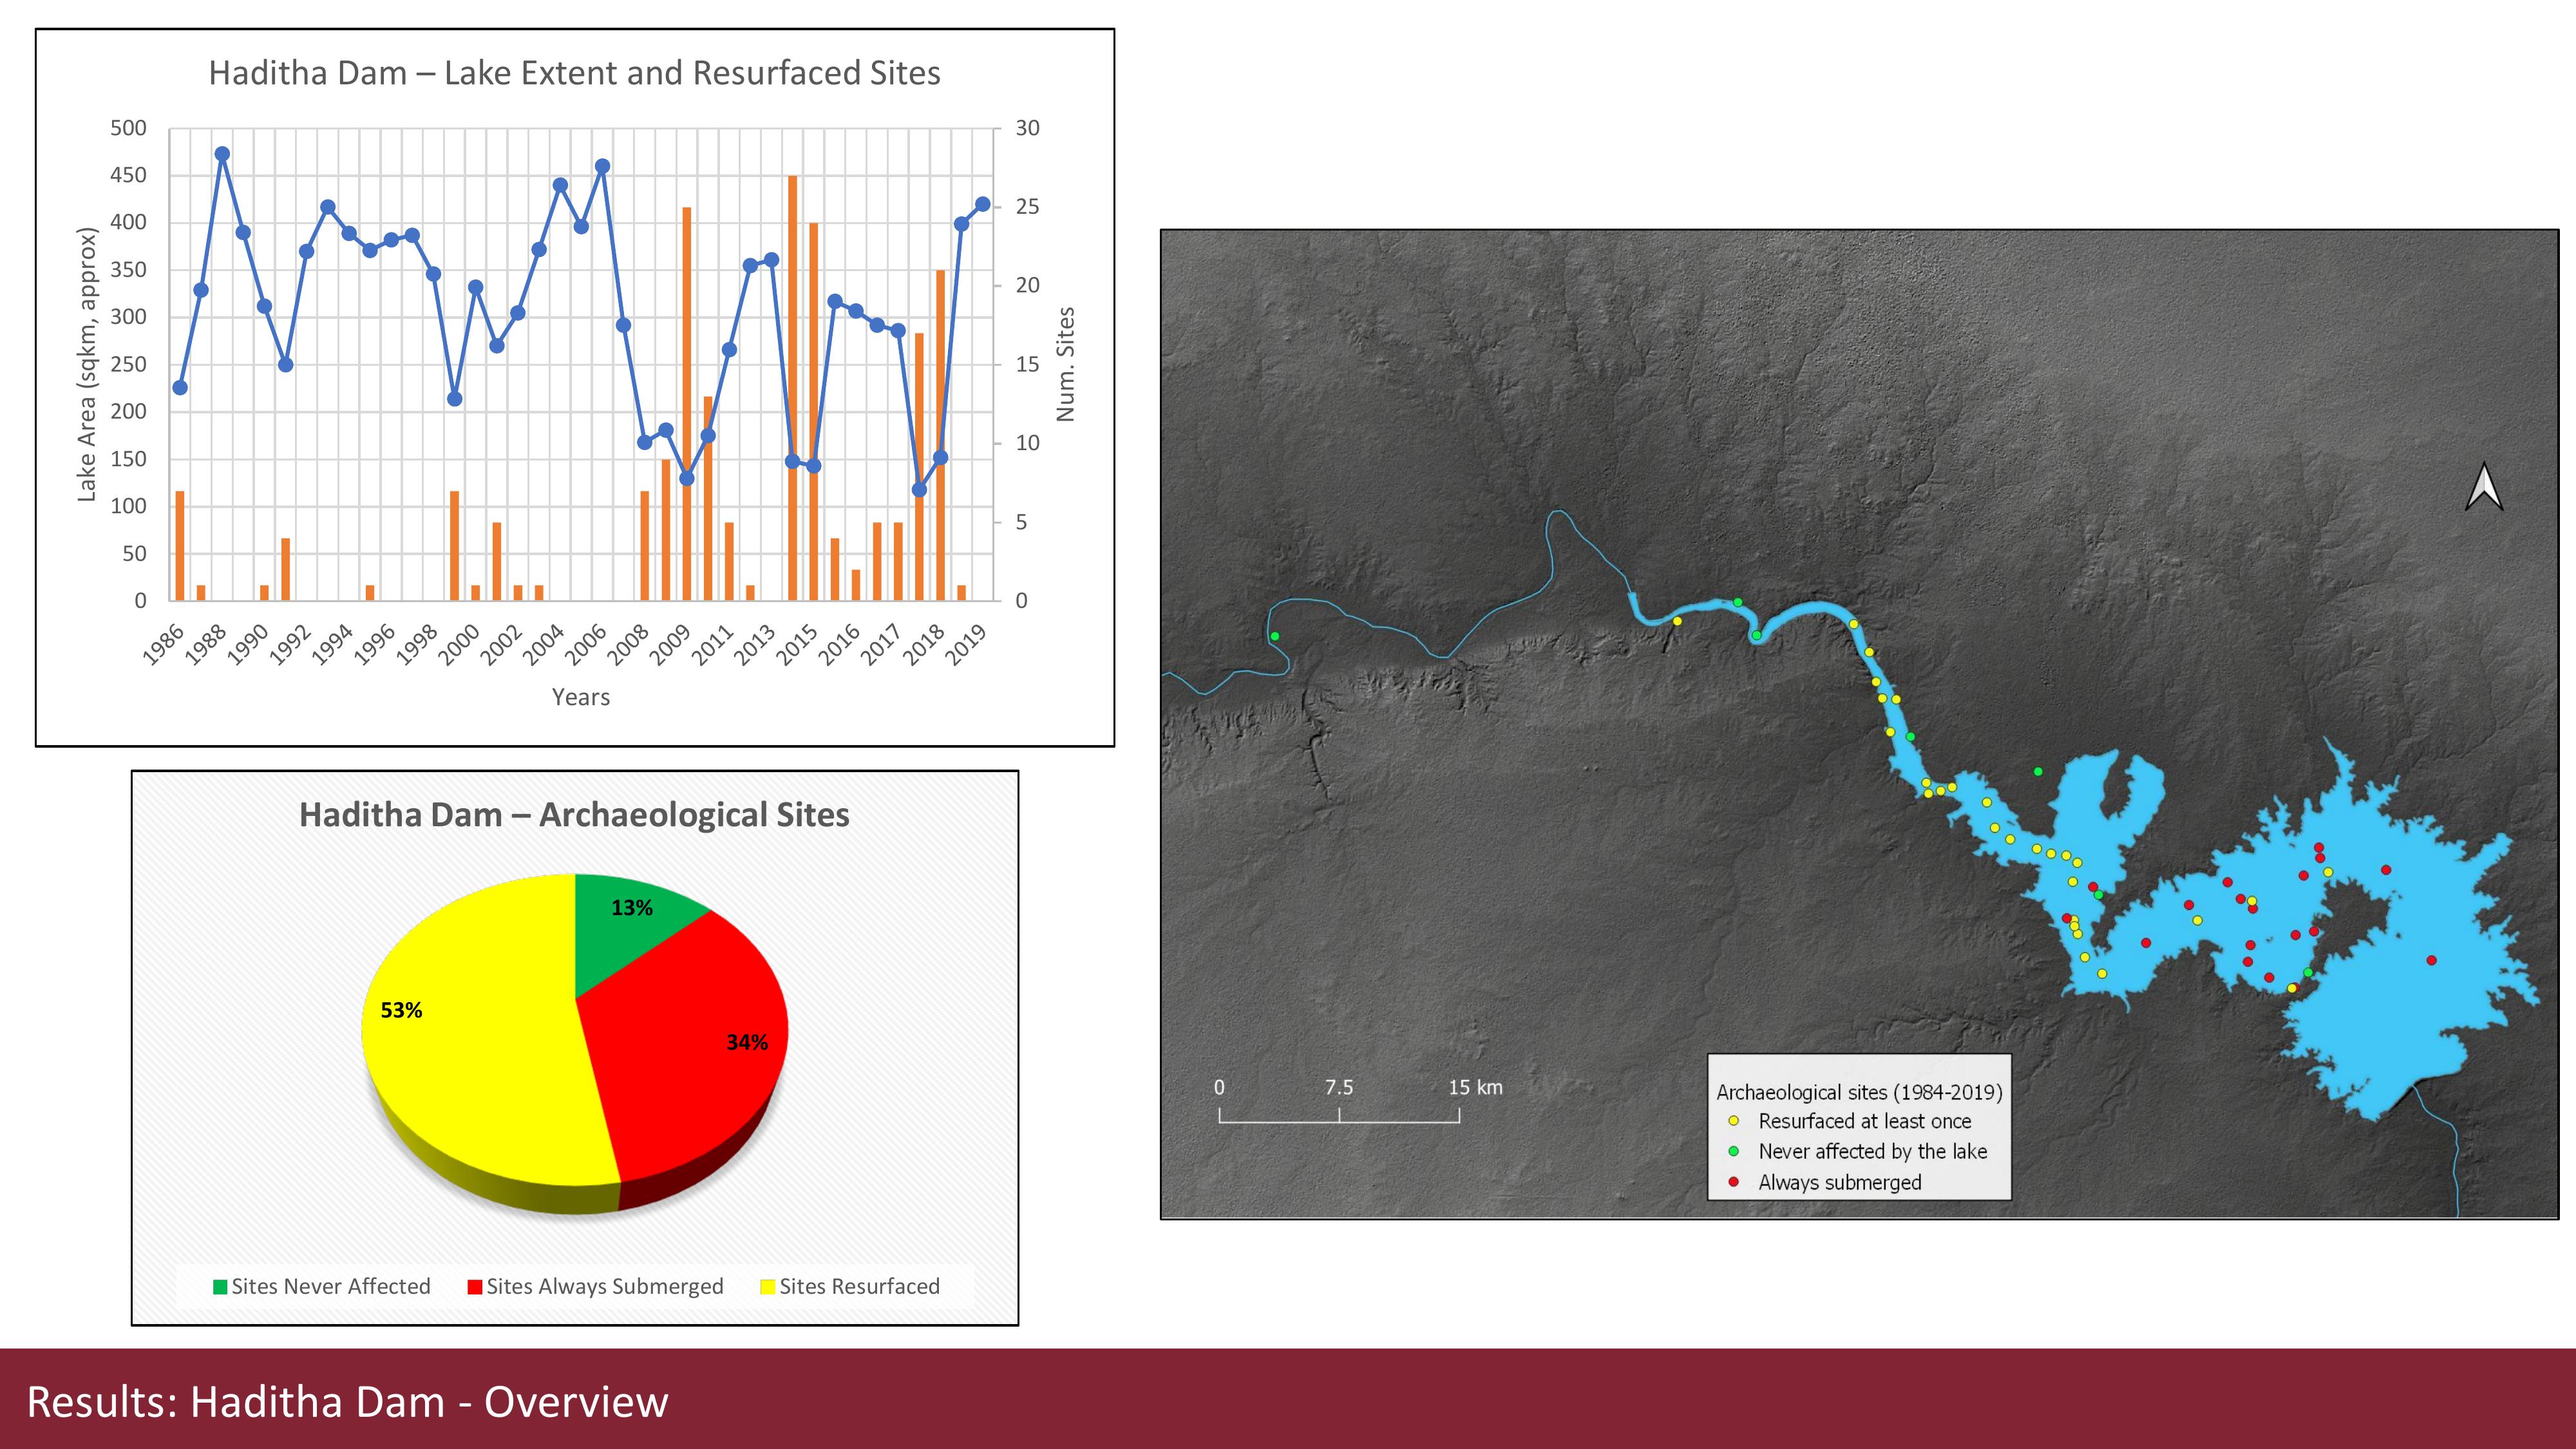 Haditha Dam – Lake Extent and Resurfaced Sites
500
450
400
350
300
250
200
150
100
50
0
Lake Area (sqkm, approx)
30
25
20
15
10
5
0
Num. Sites
1986
1988
1990
1992
1994
1996
1998
2000
2002
2004
2006
2008
2009
2011
2013
2015
2016
2017
2018
2019
Years
Haditha Dam – Archaeological Sites
13%
53%
34%
Sites Never Affected
Sites Always Submerged
Sites Resurfaced
0 7.5 15 km
Archaeological sites (1984-2019)
Resurfaced at least once
Never affected by the lake
Always submerged
Results: Haditha Dam - Overview